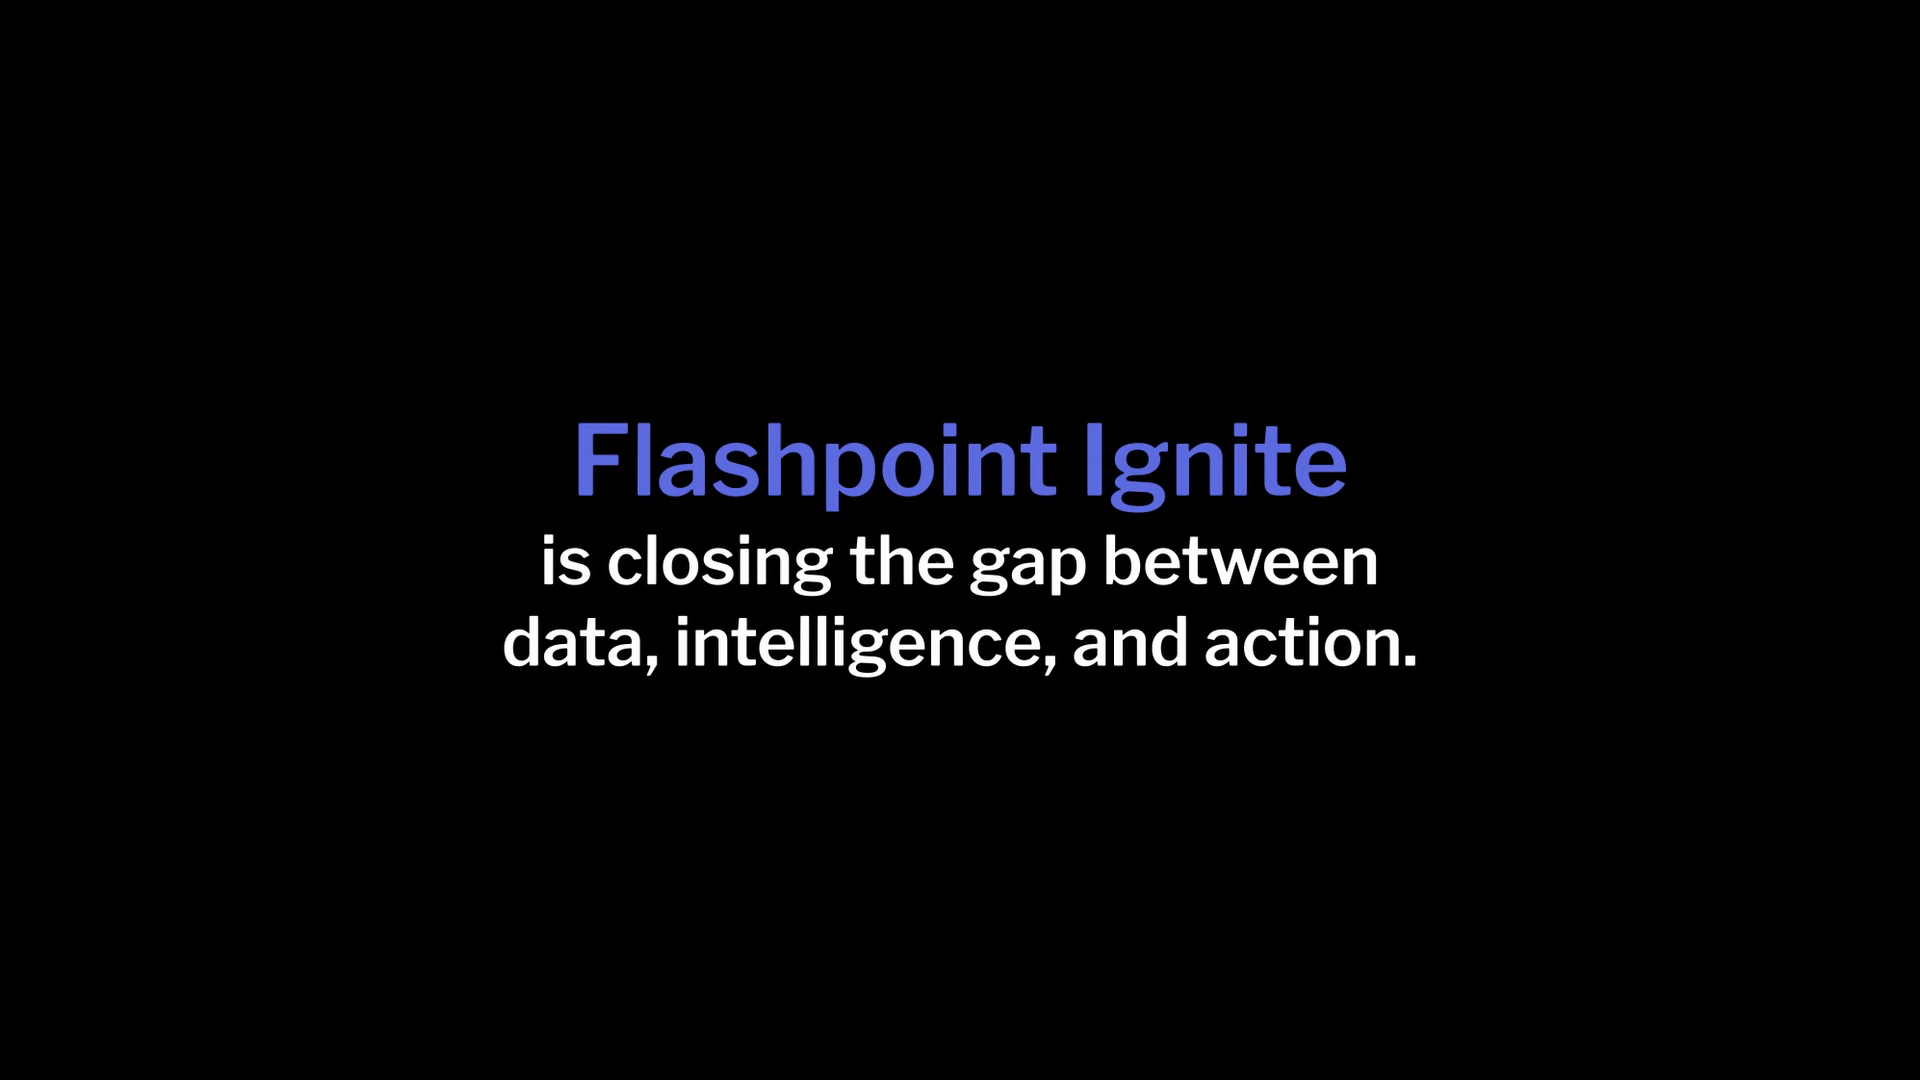 Flashpoint Ignite
is closing the gap between
data, intelligence, and action.